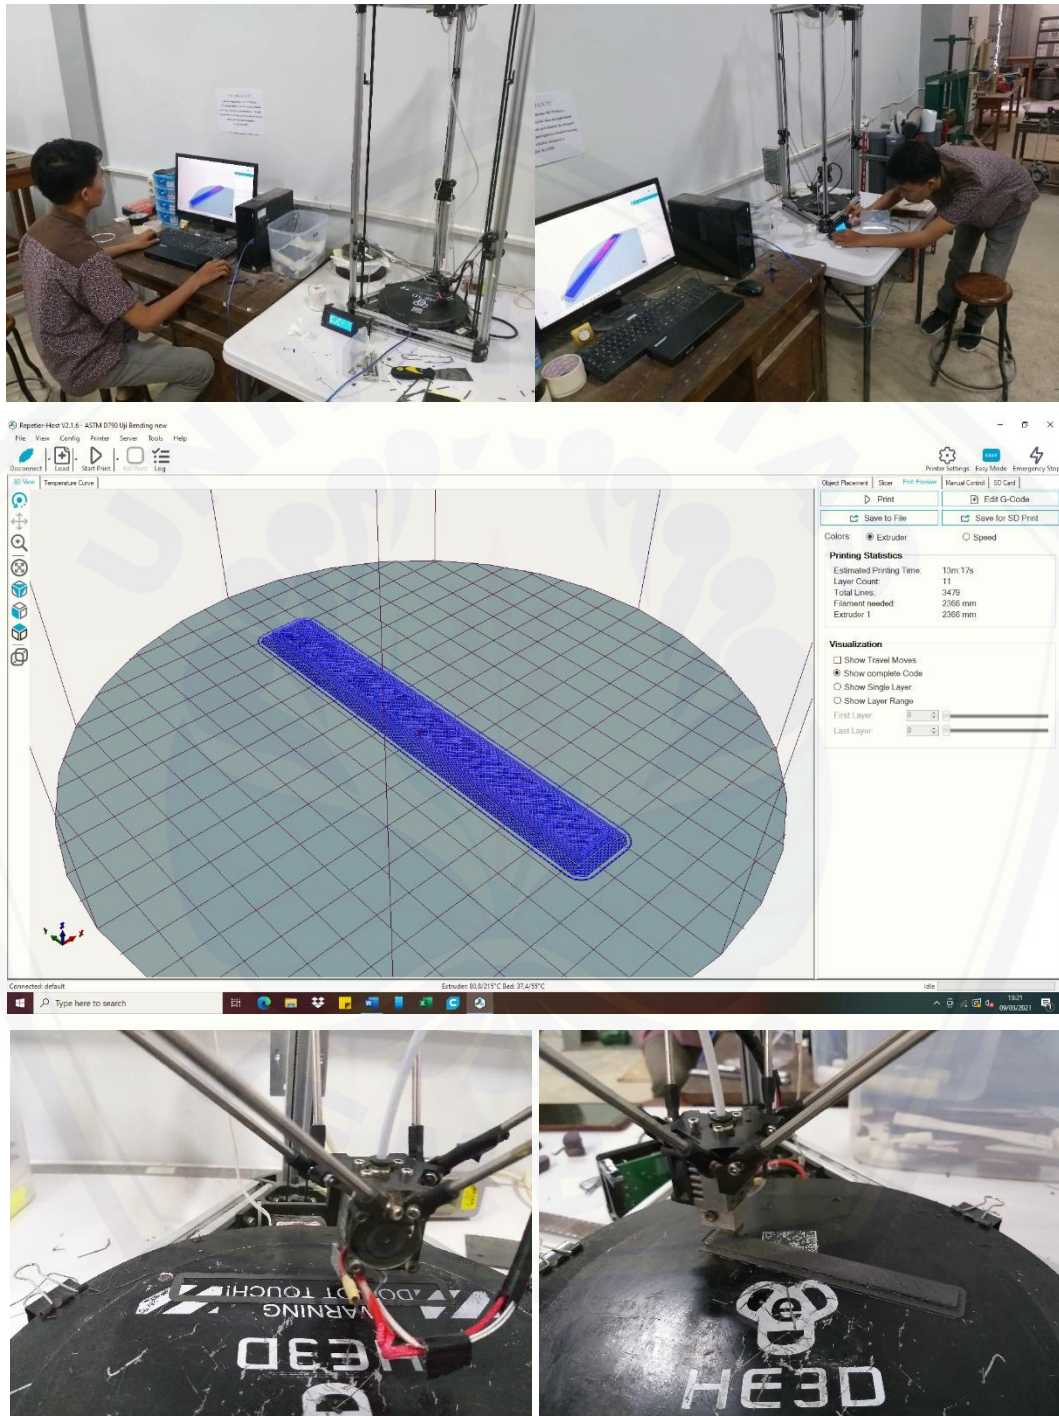 Repetier-Host V2.1.6 - ASTM D790 Uji Bending new
File View Config Printer Server Tools Help
Disconnect Load Start Print Kill Print Log
Printer Settings Easy Mode Emergency Stop
EASY
3D View Temperature Curve
Object Placement Slicer Print Preview Manual Control SD Card
Print Edit G-Code
Save to File Save for SD Print
Colors: Extruder Speed
Printing Statistics
Estimated Printing Time: 13m:17s
Layer Count: 11
Total Lines: 3479
Filament needed: 2366 mm
Extruder 1 2366 mm
Visualization
Show Travel Moves
Show complete Code
Show Single Layer
Show Layer Range
First Layer: 0
Last Layer: 0
Connected: default
Extruder: 80,8/215°C Bed: 37,4/55°C
Idle
Type here to search
13:21
09/03/2021
DO NOT TOUCH!
WARNING
HE3D
HE3D